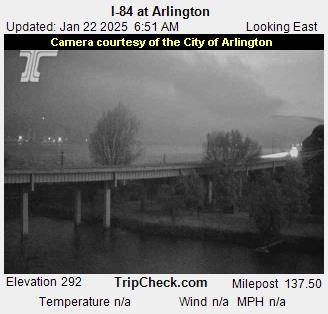 I-84 at Arlington
Updated: Jan 22 2025 6:51 AM Looking East
Camera courtesy of the City of Arlington
Elevation 292 TripCheck.com Milepost 137.50
Temperature n/a Wind n/a MPH n/a